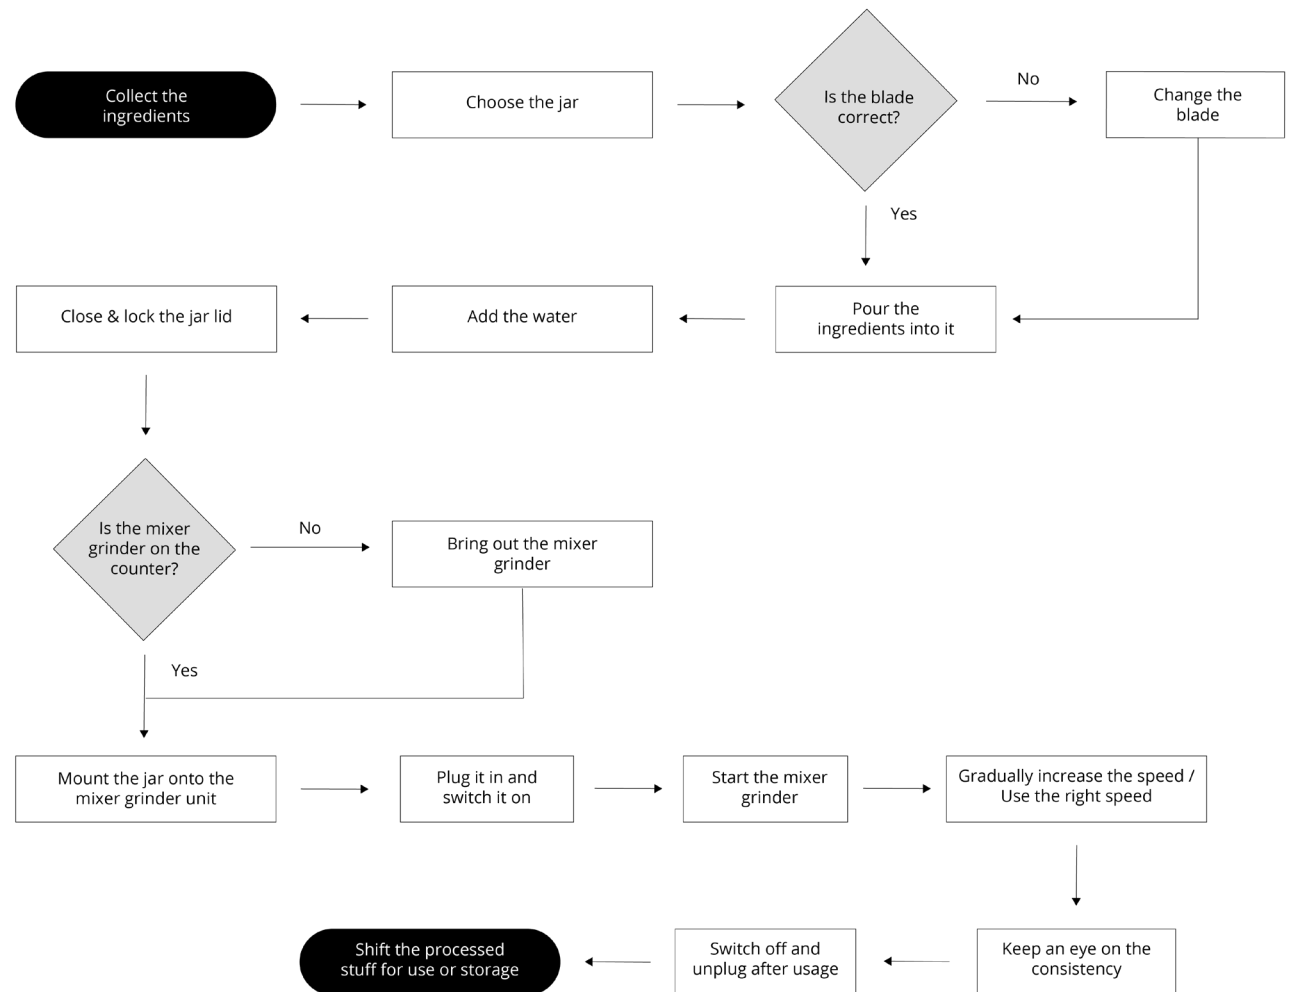 Collect the
ingredients
Choose the jar
Is the blade
correct?
No
Change the
blade
Yes
Close & lock the jar lid
Add the water
Pour the
ingredients into it
Is the mixer
grinder on the
counter?
No
Bring out the mixer
grinder
Yes
Mount the jar onto the
mixer grinder unit
Plug it in and
switch it on
Start the mixer
grinder
Gradually increase the speed /
Use the right speed
Shift the processed
stuff for use or storage
Switch off and
unplug after usage
Keep an eye on the
consistency